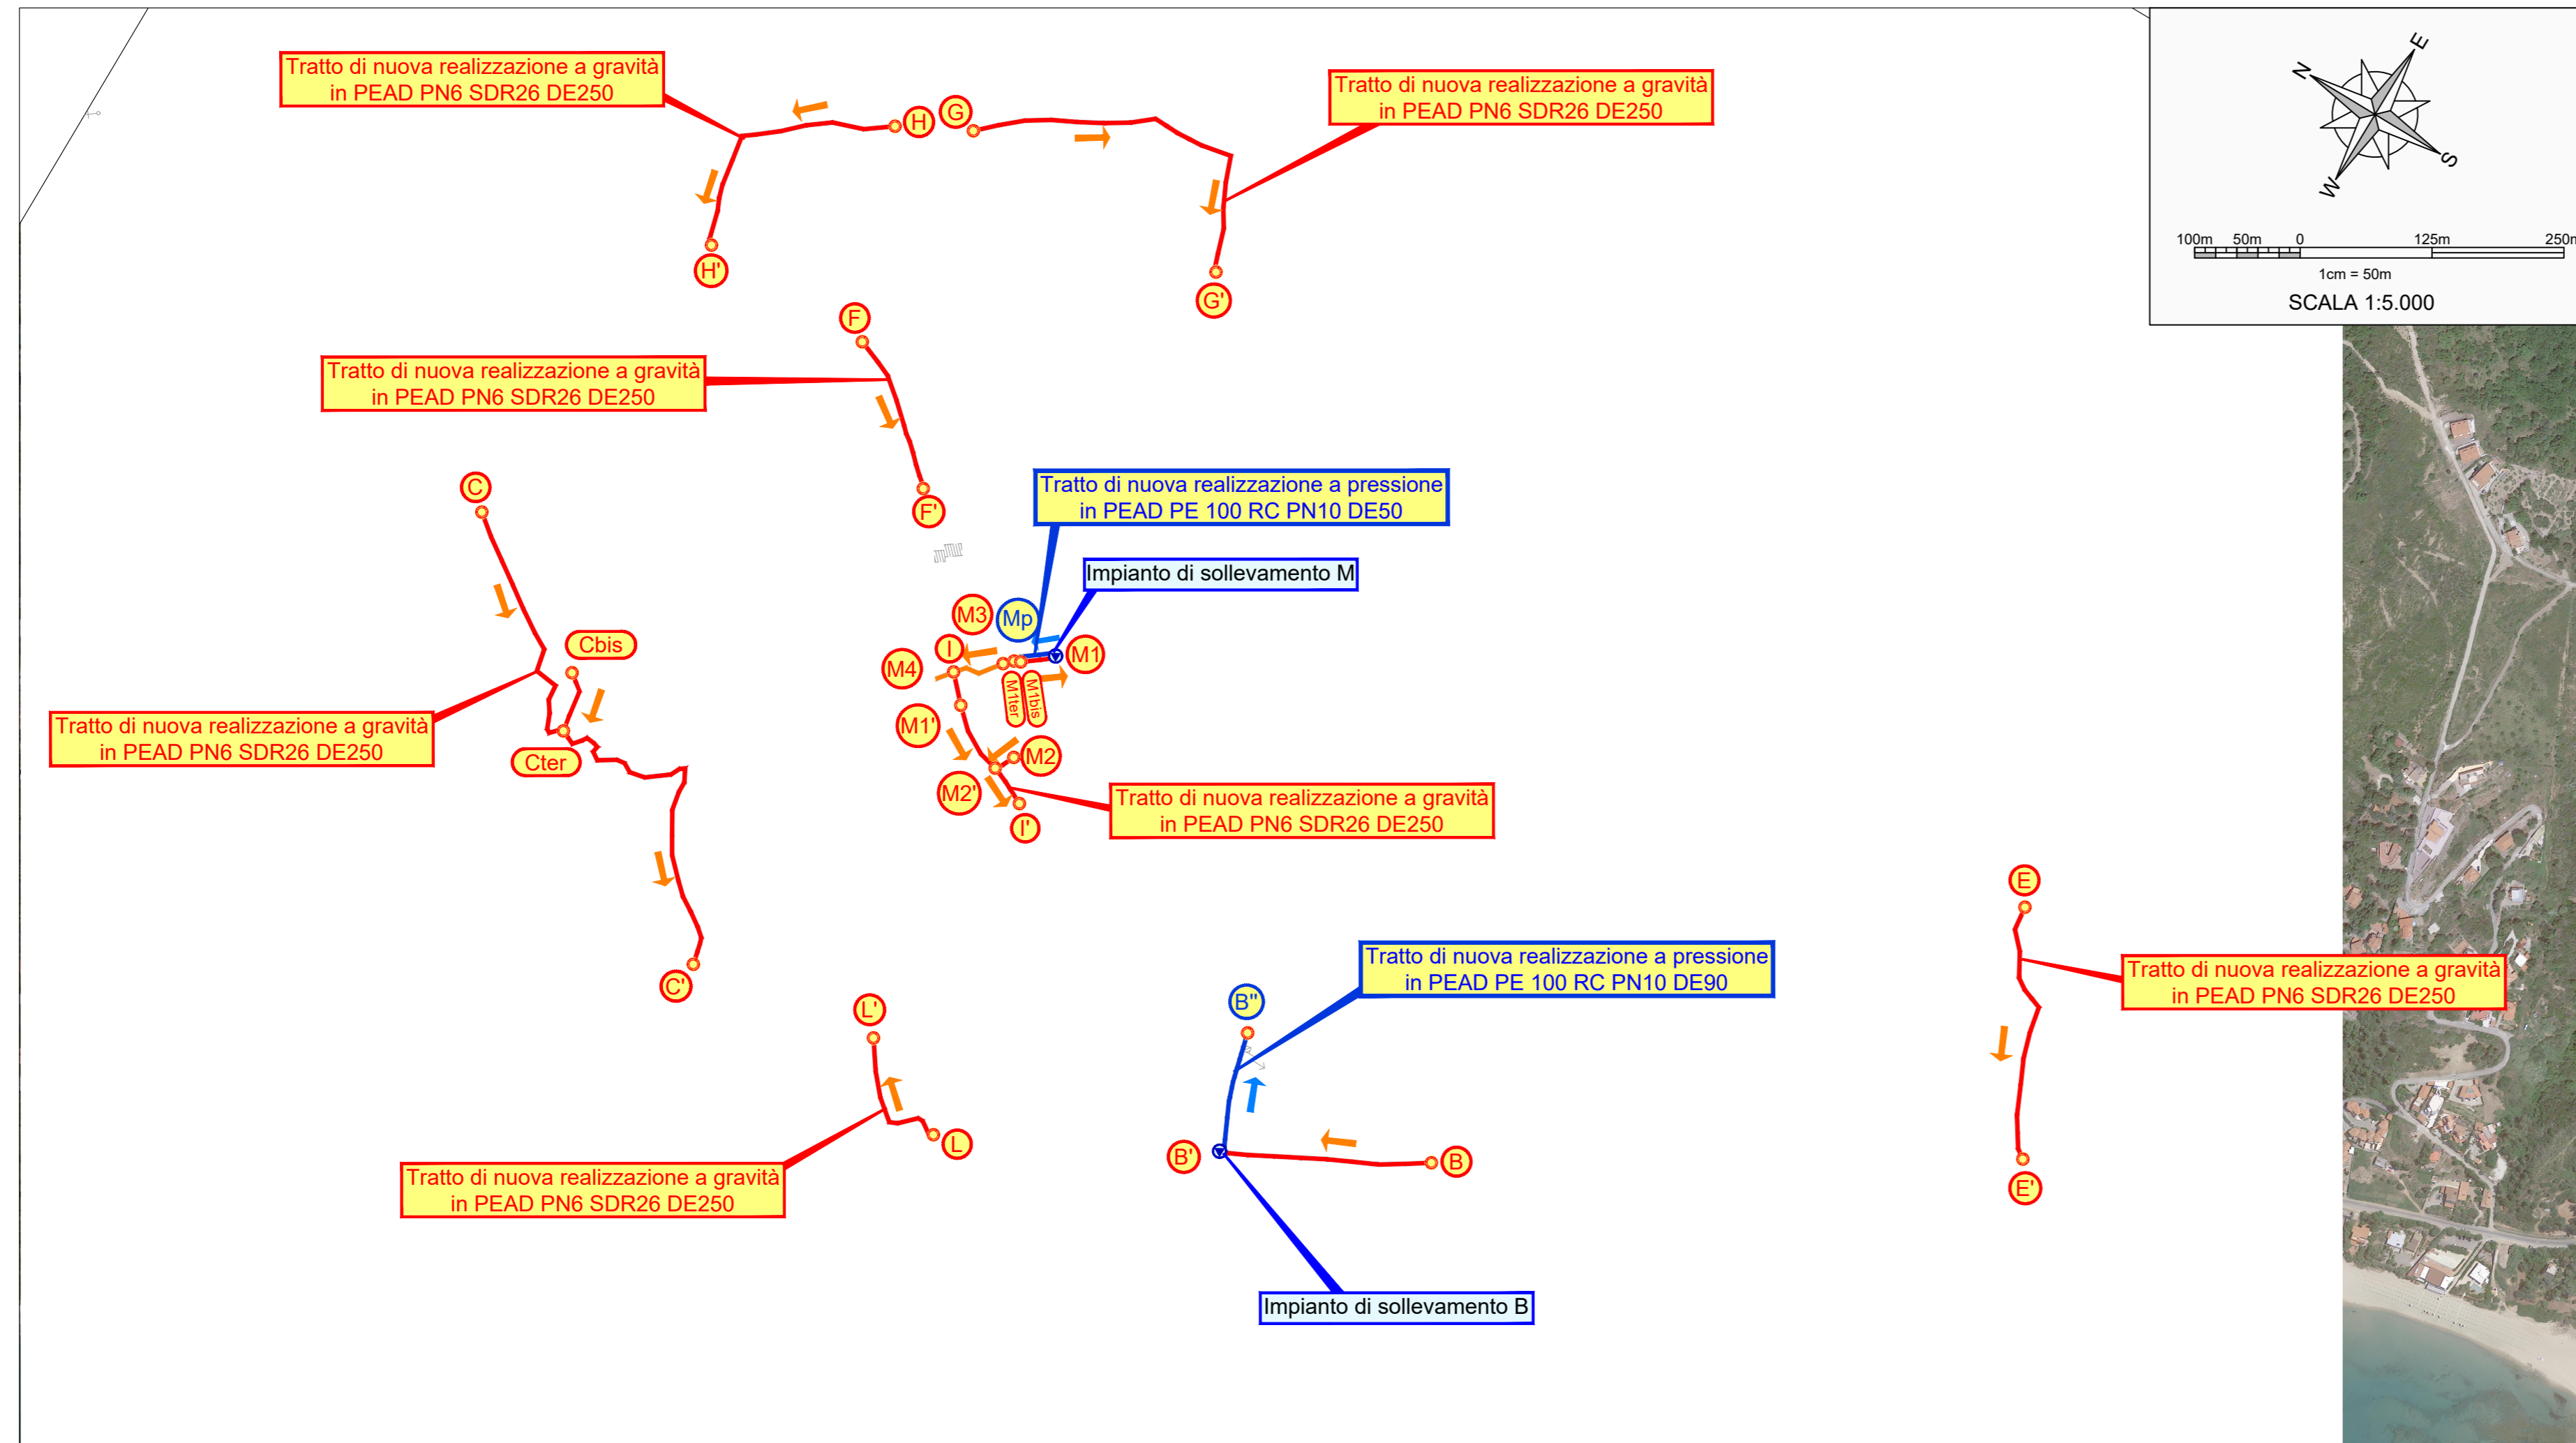 Tratto di nuova realizzazione a gravità
in PEAD PN6 SDR26 DE250
H
G
Tratto di nuova realizzazione a gravità
in PEAD PN6 SDR26 DE250
N
E
S
W
100m 50m 0 125m 250m
1cm = 50m
SCALA 1:5.000
H'
G'
F
Tratto di nuova realizzazione a gravità
in PEAD PN6 SDR26 DE250
F'
C
Tratto di nuova realizzazione a pressione
in PEAD PE 100 RC PN10 DE50
Impianto di sollevamento M
M3
Mp
I
M1
M4
M1ter
M1bis
Cbis
M1'
Tratto di nuova realizzazione a gravità
in PEAD PN6 SDR26 DE250
Cter
M2
M2'
I'
Tratto di nuova realizzazione a gravità
in PEAD PN6 SDR26 DE250
E
Tratto di nuova realizzazione a pressione
in PEAD PE 100 RC PN10 DE90
Tratto di nuova realizzazione a gravità
in PEAD PN6 SDR26 DE250
C'
L'
B''
L
B'
B
Tratto di nuova realizzazione a gravità
in PEAD PN6 SDR26 DE250
E'
Impianto di sollevamento B